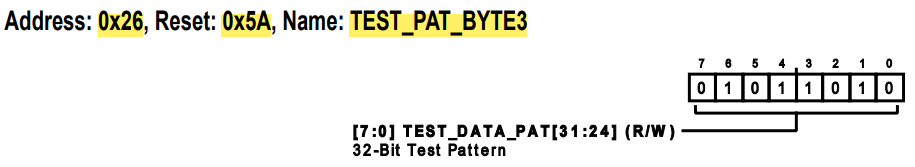 Address: 0x26, Reset: 0x5A, Name: TEST_PAT_BYTE3
7 6 5 4 3 2 1 0
0 1 0 1 1 0 1 0
[7:0] TEST_DATA_PAT[31:24] (R/W)
32-Bit Test Pattern